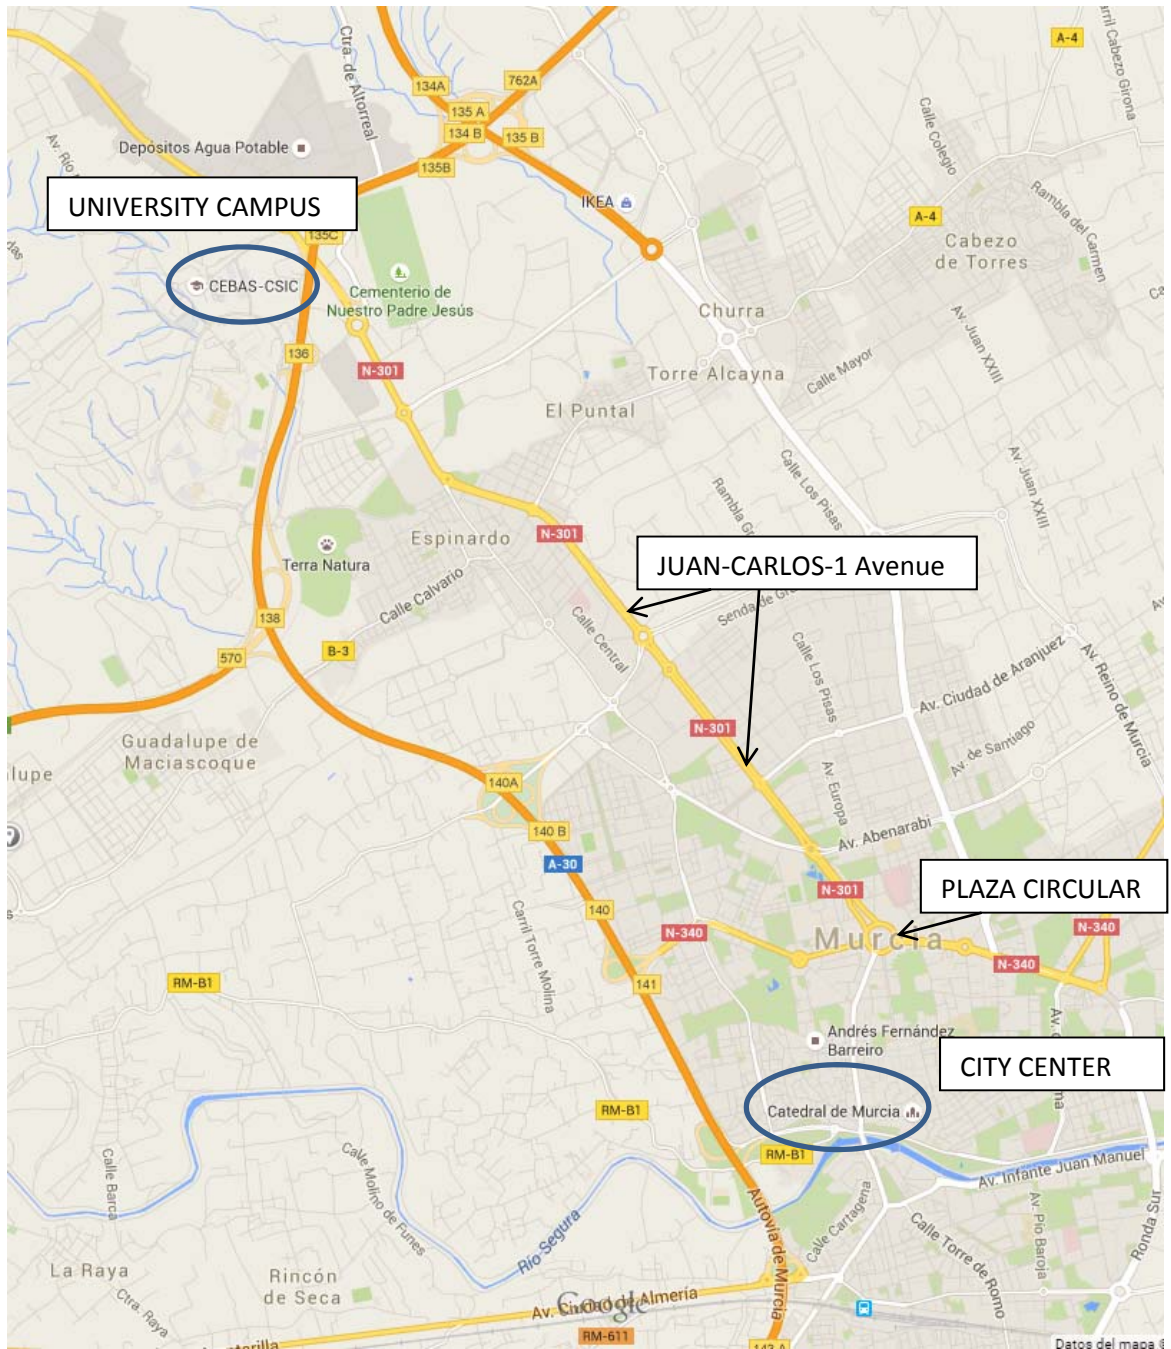 Ctra. de Altorreal
134A
762A
135 A
134 B
135 B
135B
A-4
Carril Cabezo Girona
Calle Colegio
Depósitos Agua Potable
UNIVERSITY CAMPUS
135C
IKEA
A-4
Rambla del Carmen
Cabezo
de Torres
CEBAS-CSIC
Cementerio de
Nuestro Padre Jesús
Churra
Av. Juan XXIII
136
N-301
Torre Alcayna
Calle Mayor
El Puntal
Calle Los Pisas
Av. Juan XXIII
Espinardo
N-301
Terra Natura
JUAN-CARLOS-1 Avenue
Calle Calvario
Calle Central
138
B-3
570
Calle Los Pisas
Av. Ciudad de Aranjuez
Av. Reino de Murcia
N-301
Av. de Santiago
Guadalupe de
Maciascoque
140A
Av. Europa
140 B
Av. Abenarabi
A-30
N-301
PLAZA CIRCULAR
140
Carril Torre Molina
N-340
Murcia
N-340
N-340
RM-B1
141
Andrés Fernández
Barreiro
CITY CENTER
RM-B1
Catedral de Murcia
RM-B1
Calle Barca
Calle Molino de Funes
Río Segura
Autovía de Murcia
Av. Infante Juan Manuel
Calle Cartagena
Calle Torre de Romo
Av. Pío Baroja
Ronda Sur
La Raya
Rincón
de Seca
Ctra. Raya
Av. Ciudad de Almería
Google
RM-611
Datos del mapa ©